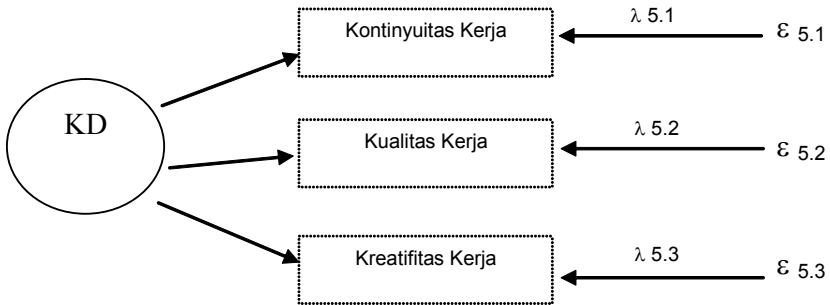 Kontinyuitas Kerja
λ 5.1
ε 5.1
KD
Kualitas Kerja
λ 5.2
ε 5.2
Kreatifitas Kerja
λ 5.3
ε 5.3